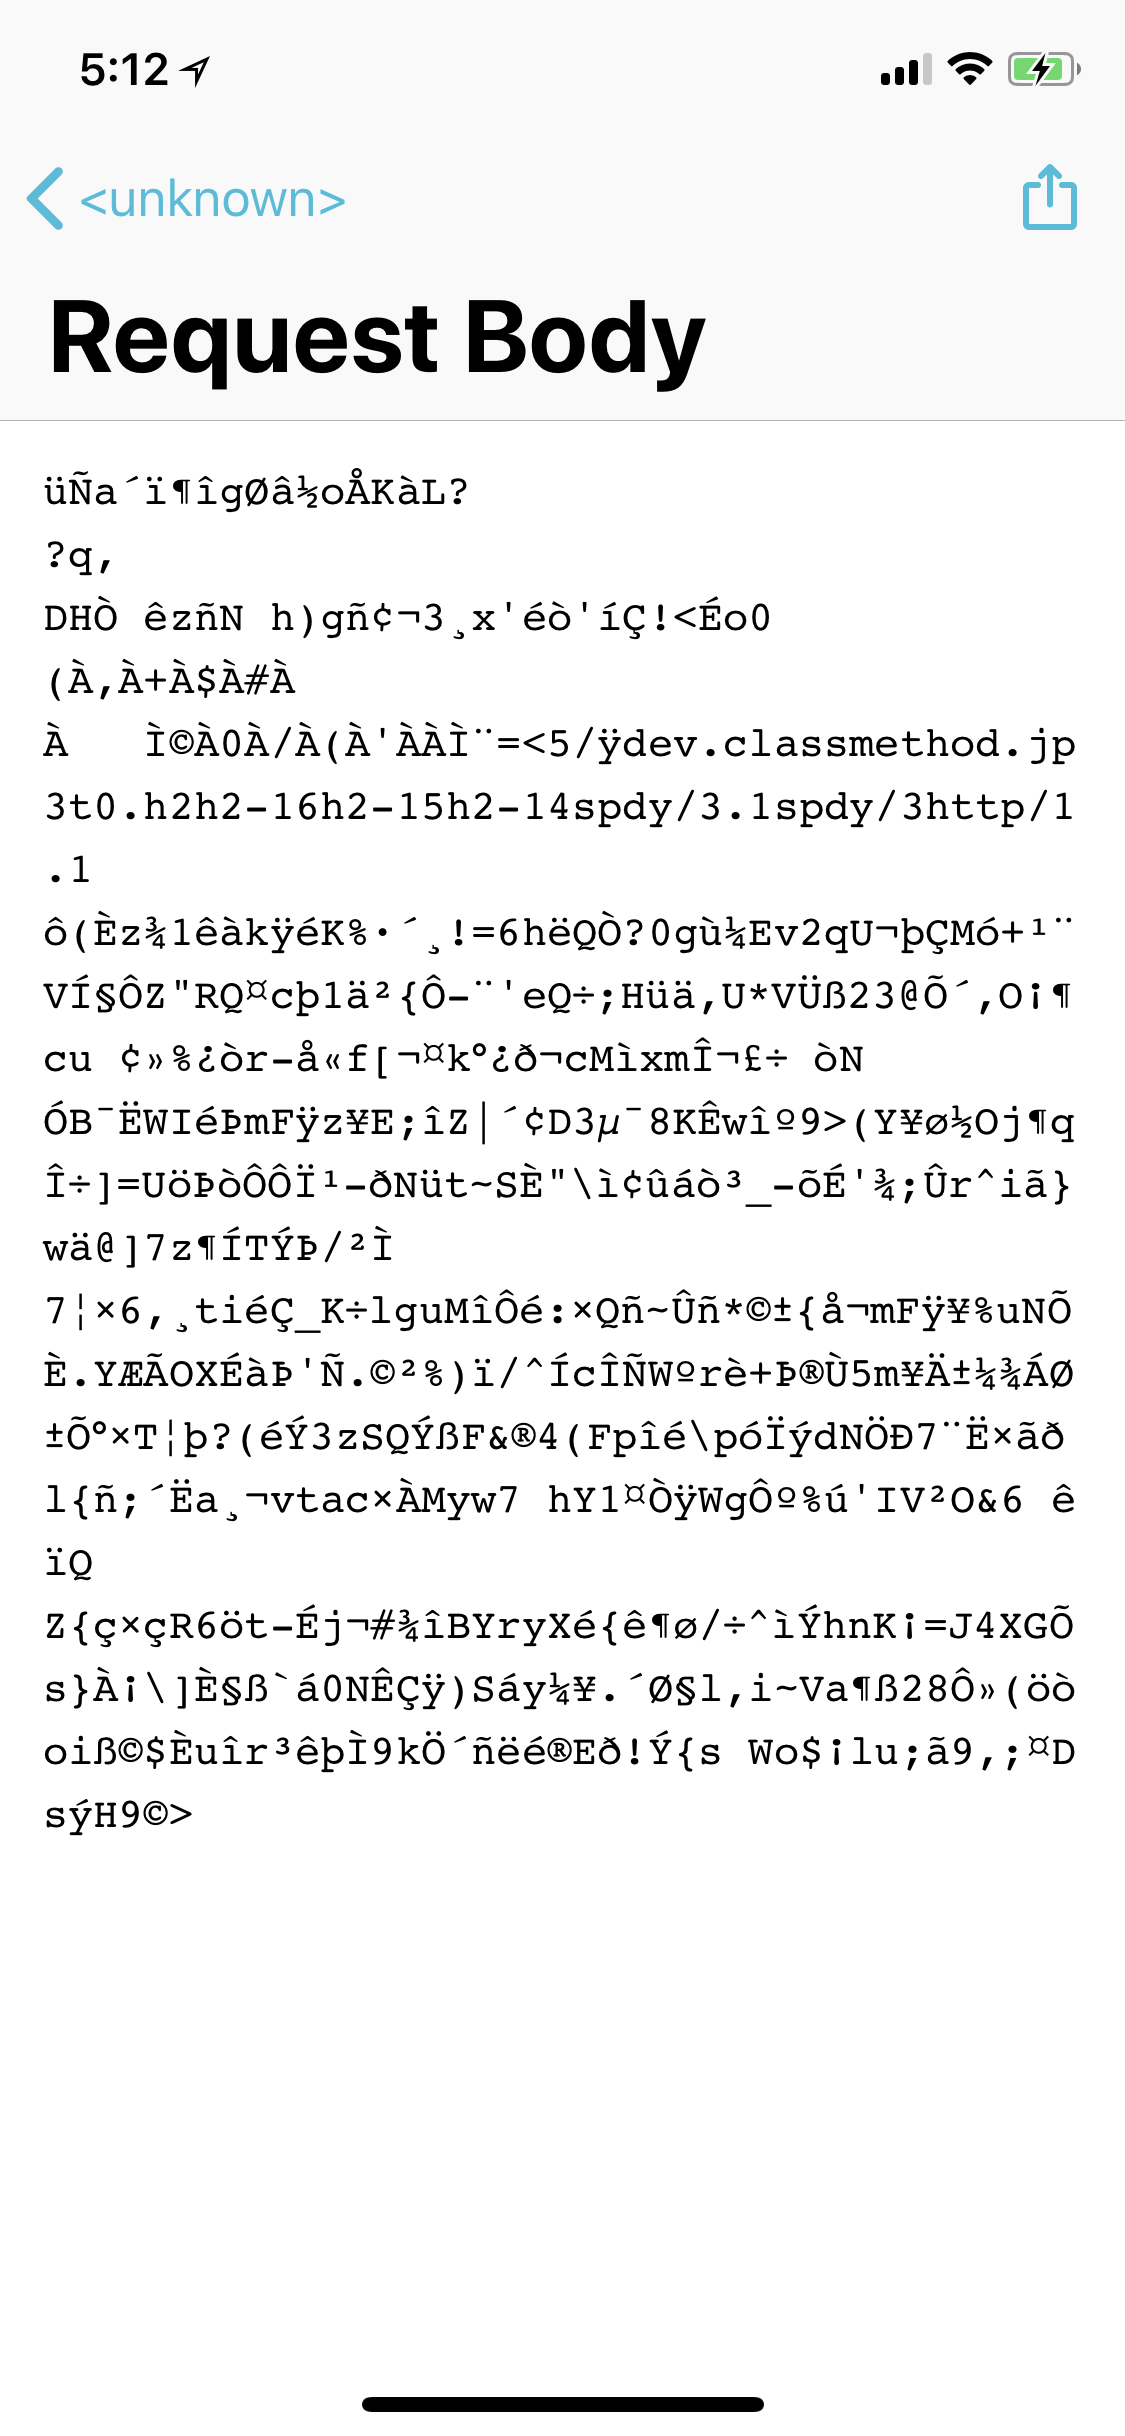 5:12
<unknown>
Request Body
üÑa´ï¶îgØâ½oÅKàL?
?q,
DHÒ êzñN h)gñ¢¬3¸x'éò'íÇ!<Éo0
(À,À+À$À#À
À   Ì©À0À/À(À'ÀÀÌ¨=<5/ÿdev.classmethod.jp
3t0.h2h2-16h2-15h2-14spdy/3.1spdy/3http/1
.1
ô(Èz¾1êàkÿéK%·´¸!=6hëQÒ?0gù¼Ev2qU¬þÇMó+¹¨
VÍ§ÔZ"RQ¤cþ1ä²{Ô-¨'eQ÷;Hüä,U*VÜß23@Õ´,O¡¶
cu ¢»%¿òr-å«f[¬¤kº¿ð¬cMìxmÎ¬£÷ òN
ÓB¯ËWIéÞmFÿz¥E;îZ|´¢D3µ¯8KÊwîº9>(Y¥ø½Oj¶q
Î÷]=UöÞòÔÔÏ¹-ðNüt~SÈ"\ì¢ûáò³_-õÉ'¾;Ûr^iã}
wä@]7z¶ÍTÝÞ/²Ì
7¦×6,¸tiéÇ_K÷lguMîÔé:×Qñ~Ûñ*©±{å¬mFÿ¥%uNÕ
È.YÆÃOXÉàÞ'Ñ.©²%)ï/^ÍcÎÑWºrè+Þ®Ù5m¥Ä±¼¾ÁØ
±Õ°×T¦þ?(éÝ3zSQÝßF&®4(Fpîé\póÏýdNÖÐ7¨Ë×ãð
l{ñ;´Ëa¸¬vtac×ÀMyw7 hY1¤ÒÿWgÔº%ú'IV²O&6 ê
ïQ
Z{ç×çR6öt-Éj¬#¾îBYryXé{ê¶ø/÷^ìÝhnK¡=J4XGÕ
s}À¡\]È§ß`á0NÊÇÿ)Sáy¼¥.´Ø§l,i~Va¶ß28Ô»(öò
oiß©$Èuîr³êþÌ9kÖ´ñëé®Eð!Ý{s Wo$¡lu;ã9,;¤D
sýH9©>